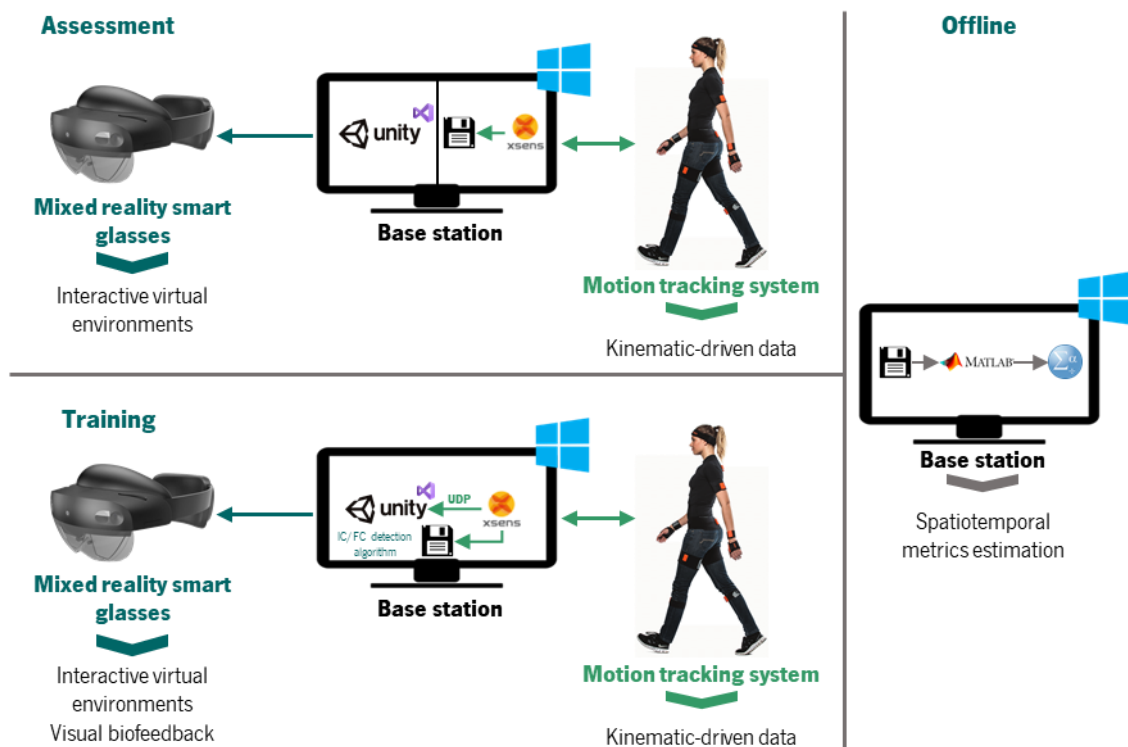 Assessment
unity
xsens
Mixed reality smart
glasses
Base station
Interactive virtual
environments
Motion tracking system
Kinematic-driven data
Training
unity
UDP
xsens
IC/FC detection
algorithm
Mixed reality smart
glasses
Base station
Interactive virtual
environments
Visual biofeedback
Motion tracking system
Kinematic-driven data
Offline
MATLAB
Σα
+
Base station
Spatiotemporal
metrics estimation